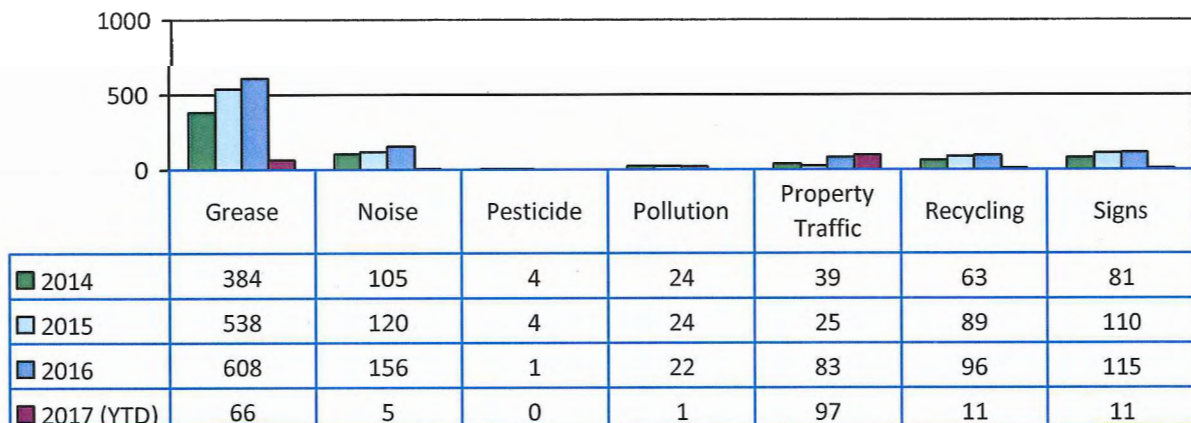 1000
500
0
Grease Noise Pesticide Pollution Property Traffic Recycling Signs
2014 384 105 4 24 39 63 81
2015 538 120 4 24 25 89 110
2016 608 156 1 22 83 96 115
2017 (YTD) 66 5 0 1 97 11 11